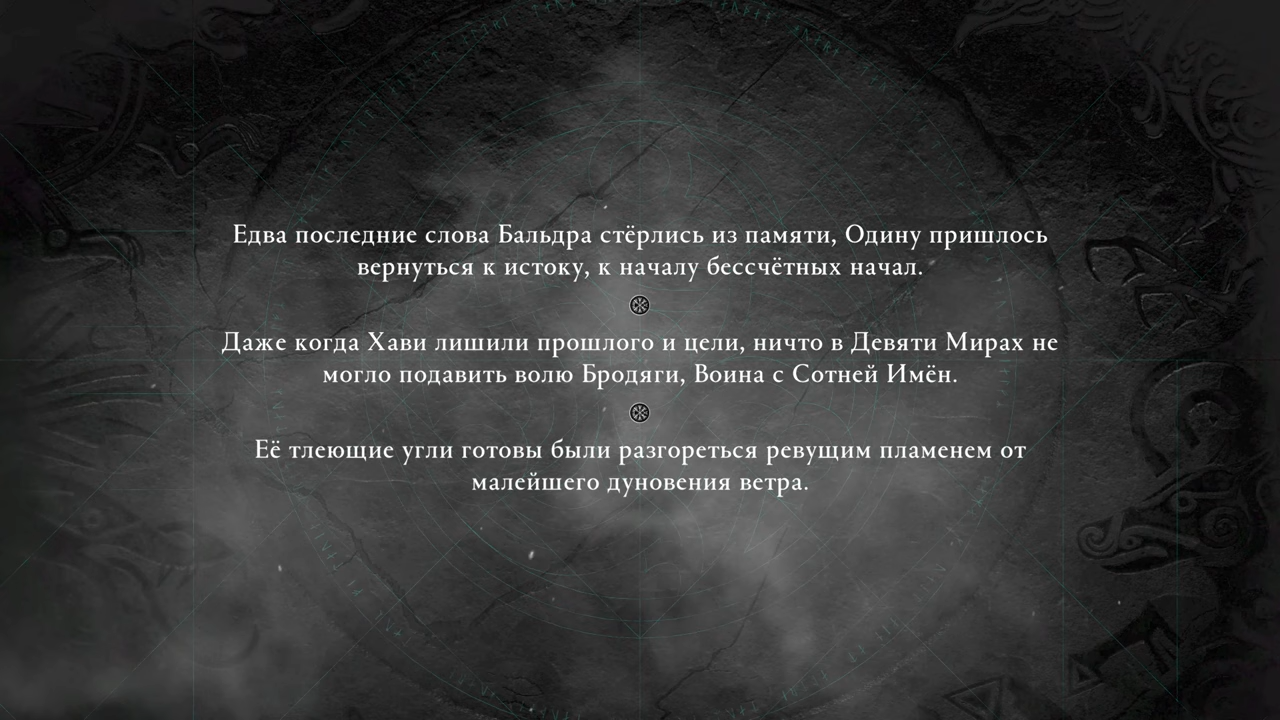 Едва последние слова Бальдра стёрлись из памяти, Одину пришлось
вернуться к истоку, к началу бессчётных начал.
Даже когда Хави лишили прошлого и цели, ничто в Девяти Мирах не
могло подавить волю Бродяги, Воина с Сотней Имён.
Её тлеющие угли готовы были разгореться ревущим пламенем от
малейшего дуновения ветра.